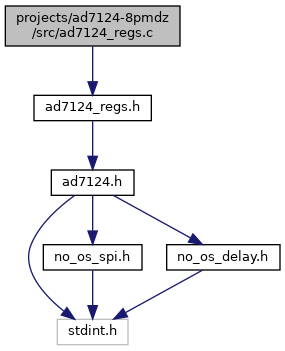 projects/ad7124-8pmdz
/src/ad7124_regs.c
ad7124_regs.h
ad7124.h
no_os_spi.h
no_os_delay.h
stdint.h